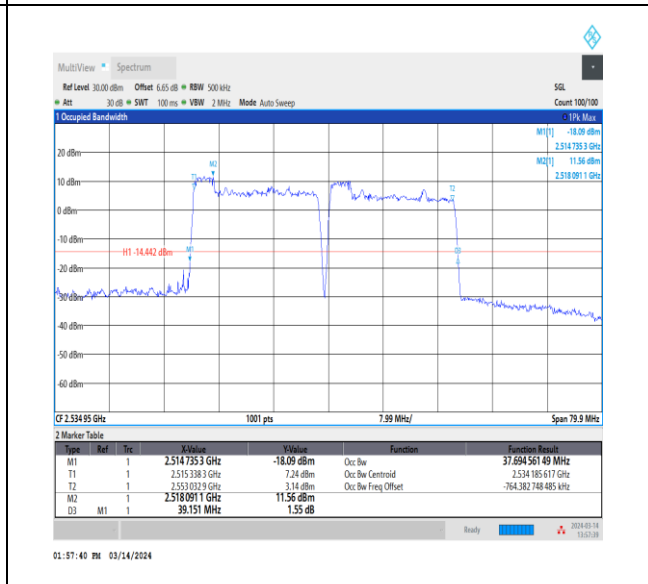 MultiView Spectrum
Ref Level 30.00 dBm Offset 6.65 dB RBW 500 kHz SGL
Att 30 dB SWT 100 ms VBW 2 MHz Mode Auto Sweep Count 100/100
1 Occupied Bandwidth 1Pk Max
M1[1] -18.09 dBm
2.514 735 3 GHz
M2[1] 11.56 dBm
2.518 091 1 GHz
20 dBm
M2
T1
10 dBm
T2
0 dBm
-10 dBm
H1 -14.442 dBm
M1
D3
-20 dBm
-30 dBm
-40 dBm
-50 dBm
-60 dBm
CF 2.534 95 GHz 1001 pts 7.99 MHz/ Span 79.9 MHz
2 Marker Table
Type Ref Trc X-Value Y-Value Function Function Result
M1 1 2.514 735 3 GHz -18.09 dBm Occ Bw 37.694 561 49 MHz
T1 1 2.515 338 3 GHz 7.24 dBm Occ Bw Centroid 2.534 185 617 GHz
T2 1 2.553 032 9 GHz 3.14 dBm Occ Bw Freq Offset -764.382 748 485 kHz
M2 1 2.518 091 1 GHz 11.56 dBm
D3 M1 1 39.151 MHz 1.55 dB
Ready 2024-03-14
13:57:39
01:57:40 PM 03/14/2024